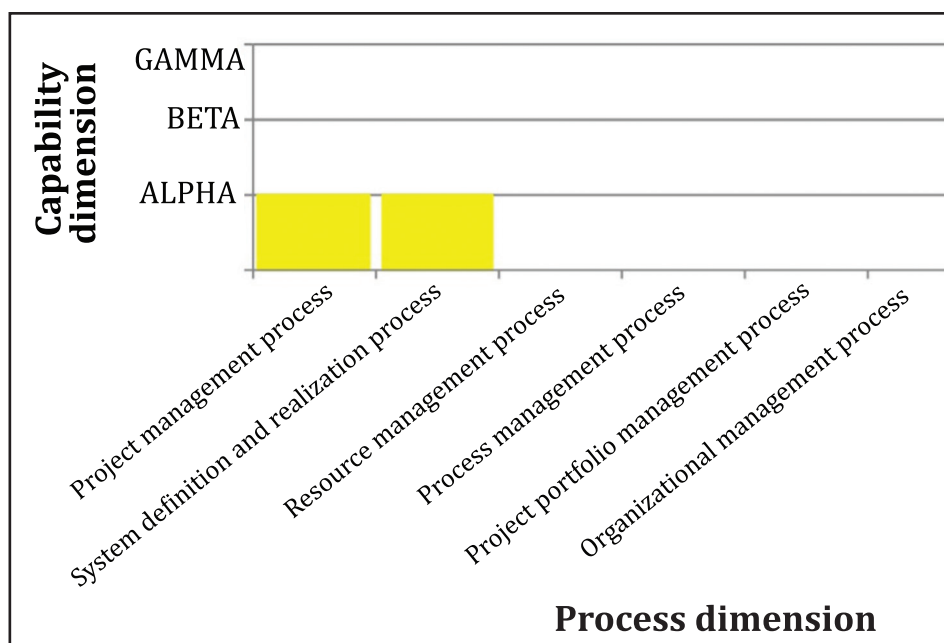 Capability
dimension
GAMMA
BETA
ALPHA
Project management process
System definition and realization process
Resource management process
Process management process
Project portfolio management process
Organizational management process
Process dimension